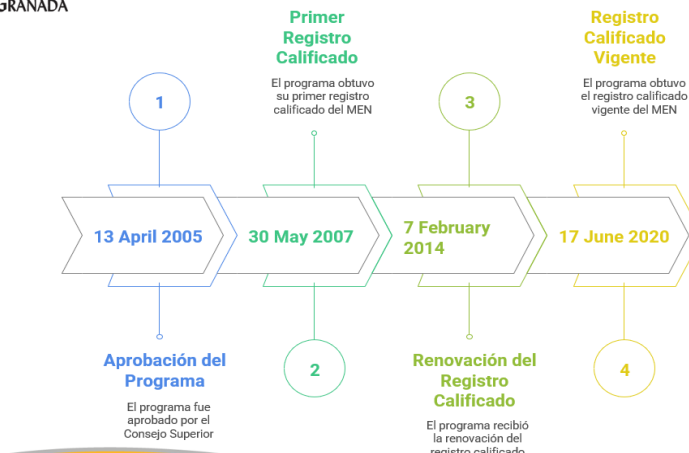 GRANADA
Primer
Registro
Calificado
El programa obtuvo
su primer registro
calificado del MEN
Registro
Calificado
Vigente
El programa obtuvo
el registro calificado
vigente del MEN
1
3
13 April 2005
30 May 2007
7 February
2014
17 June 2020
Aprobación del
Programa
El programa fue
aprobado por el
Consejo Superior
2
Renovación del
Registro
Calificado
El programa recibió
la renovación del
registro calificado
4